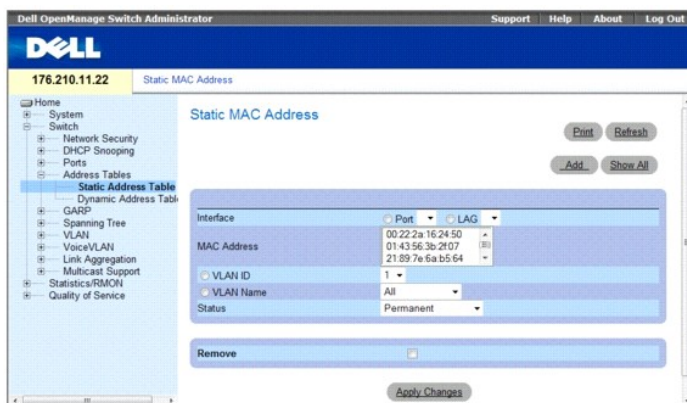 Dell OpenManage Switch Administrator Support Help About Log Out
DELL
176.210.11.22 Static MAC Address
Home
System
Switch
Network Security
DHCP Snooping
Ports
Address Tables
Static Address Table
Dynamic Address Tabl
GARP
Spanning Tree
VLAN
VoiceVLAN
Link Aggregation
Multicast Support
Statistics/RMON
Quality of Service
Static MAC Address
Print Refresh
Add Show All
Interface Port LAG
MAC Address
00:22:2a:16:24:50
01:43:56:3b:2f:07
21:89:7e:6a:b5:64
VLAN ID 1
VLAN Name All
Status Permanent
Remove
Apply Changes